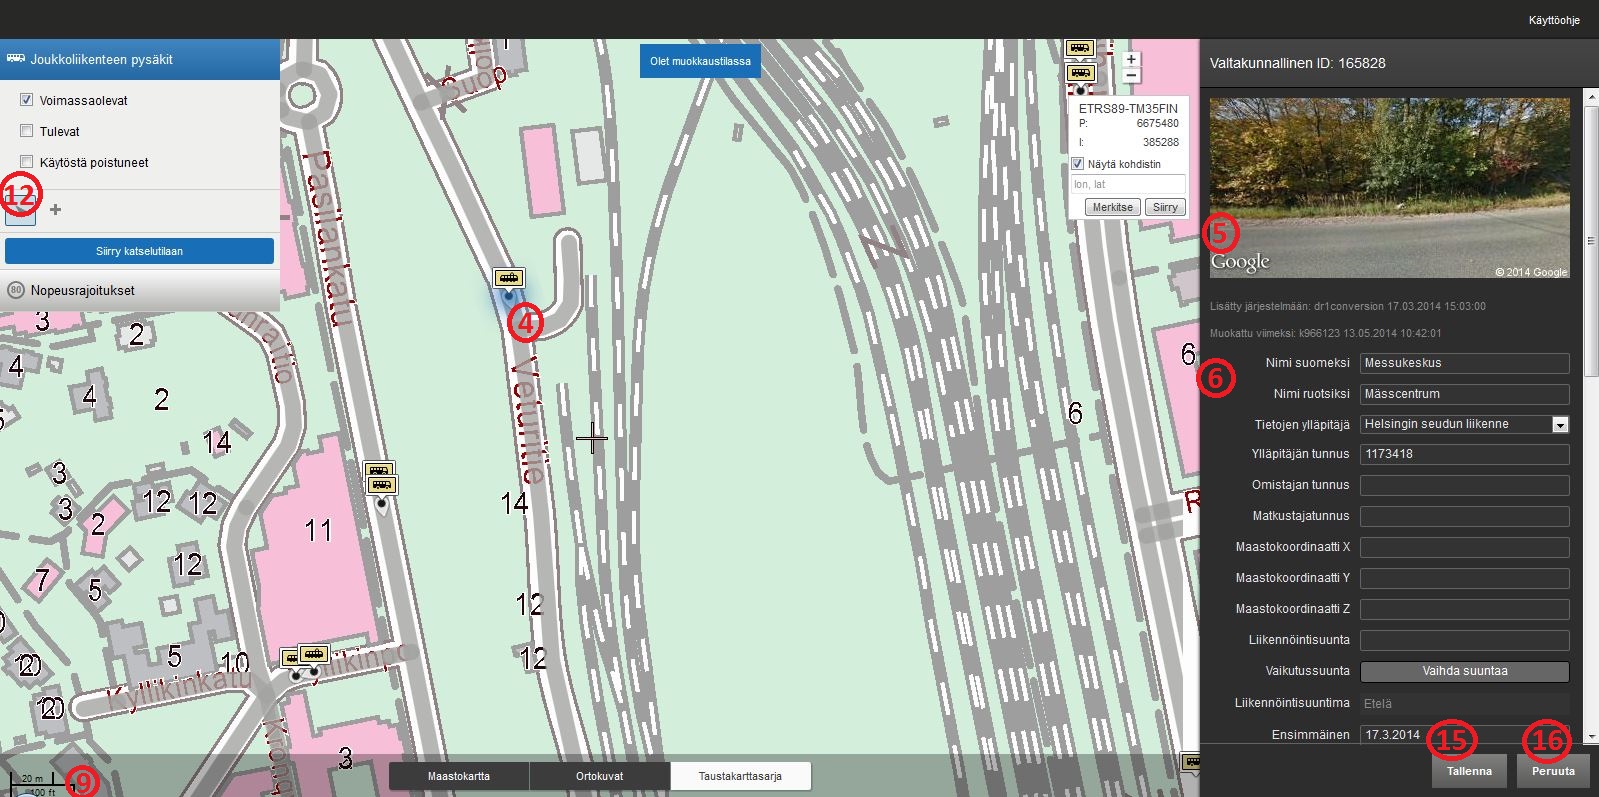 Käyttöohje
Joukkoliikenteen pysäkit
Voimassaolevat
Tulevat
Käytöstä poistuneet
12
+
Siirry katselutilaan
80 Nopeusrajoitukset
Olet muokkaustilassa
+
−
ETRS89-TM35FIN
P: 6675480
I: 385288
Näytä kohdistin
lon, lat
Merkitse Siirry
Pasilankatu
Veturitie
Kyllikinkatu
4
3
2
4
4
2
14
3
3
12
12
2
11
12
7
5
5
10
20
20
3
14
12
12
6
6
R
20 m
100 ft
9
Maastokartta Ortokuvat Taustakarttasarja
Valtakunnallinen ID: 165828
5
Google
© 2014 Google
Lisätty järjestelmään: dr1conversion 17.03.2014 15:03:00
Muokattu viimeksi: k966123 13.05.2014 10:42:01
6
Nimi suomeksi Messukeskus
Nimi ruotsiksi Mässcentrum
Tietojen ylläpitäjä Helsingin seudun liikenne
Ylläpitäjän tunnus 1173418
Omistajan tunnus
Matkustajatunnus
Maastokoordinaatti X
Maastokoordinaatti Y
Maastokoordinaatti Z
Liikennöintisuunta
Vaikutussuunta Vaihda suuntaa
Liikennöintisuuntima Etelä
Ensimmäinen 17.3.2014
15 16
Tallenna Peruuta